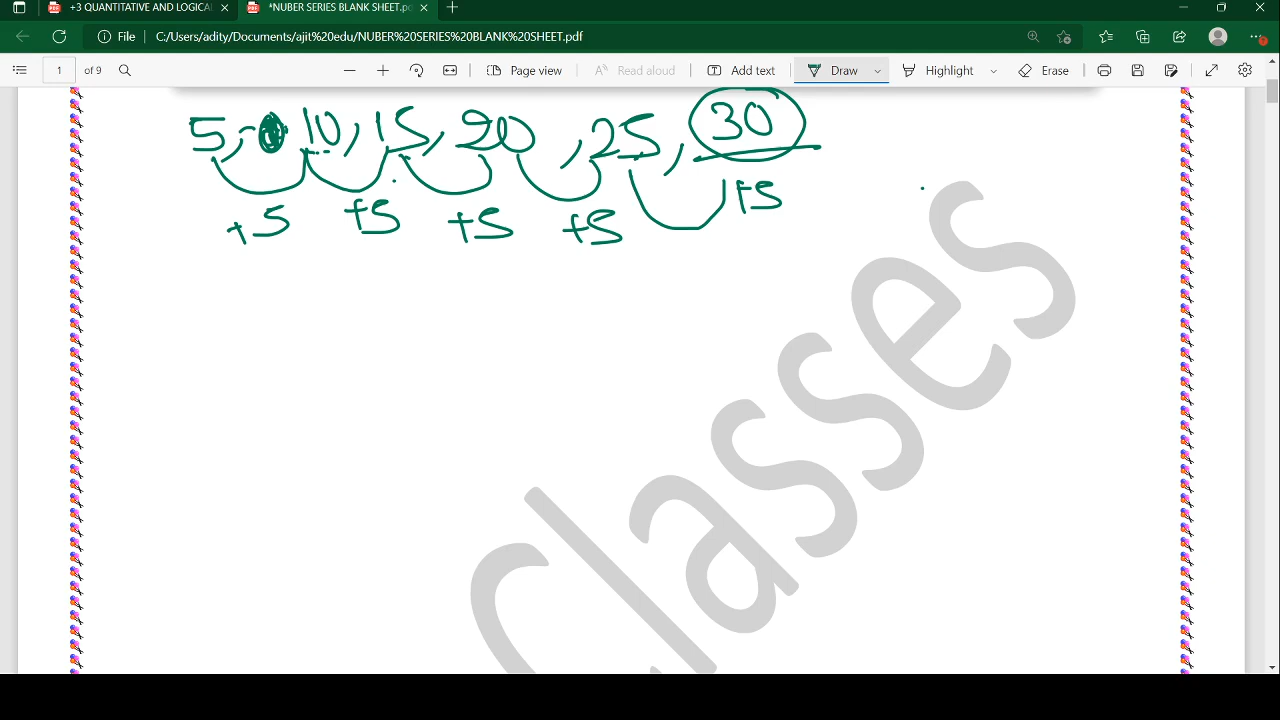 +3 QUANTITATIVE AND LOGICAL
*NUBER SERIES BLANK SHEET.pd
File
C:/Users/adity/Documents/ajit%20edu/NUBER%20SERIES%20BLANK%20SHEET.pdf
1 of 9
Page view
Read aloud
Add text
Draw
Highlight
Erase
5, 10, 15, 20, 25, 30
+5 +5 +5 +5 +5
Classes